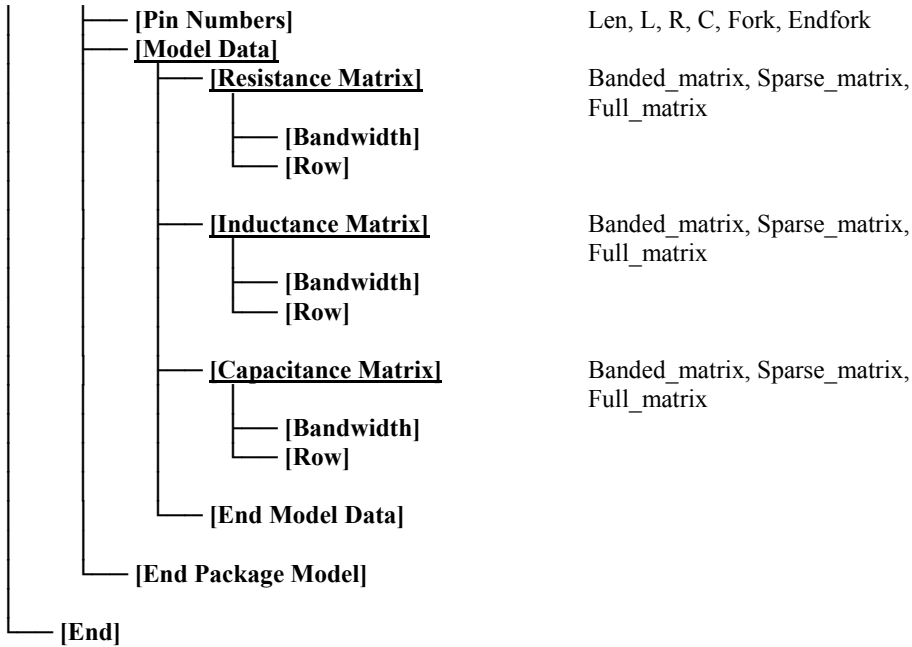 [Pin Numbers] Len, L, R, C, Fork, Endfork
[Model Data]
[Resistance Matrix] Banded_matrix, Sparse_matrix,
Full_matrix
[Bandwidth]
[Row]
[Inductance Matrix] Banded_matrix, Sparse_matrix,
Full_matrix
[Bandwidth]
[Row]
[Capacitance Matrix] Banded_matrix, Sparse_matrix,
Full_matrix
[Bandwidth]
[Row]
[End Model Data]
[End Package Model]
[End]